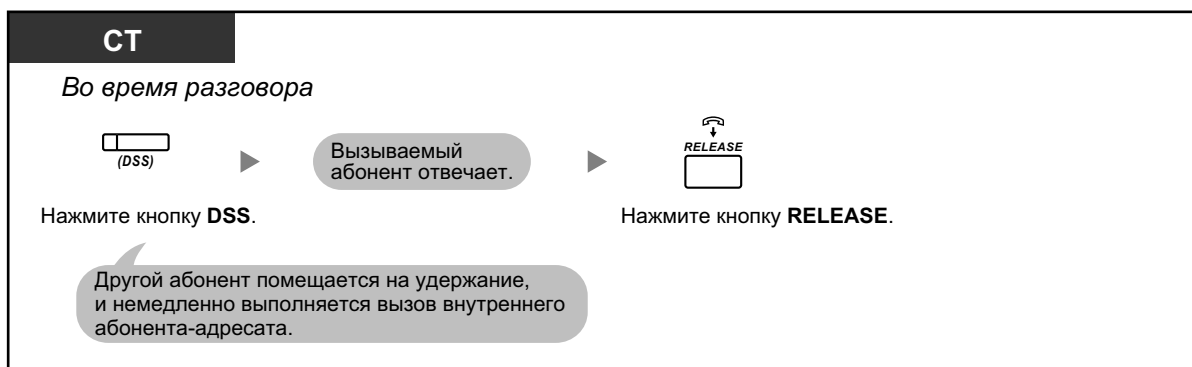 СТ
Во время разговора
(DSS)
Вызываемый
абонент отвечает.
RELEASE
Нажмите кнопку DSS.
Нажмите кнопку RELEASE.
Другой абонент помещается на удержание,
и немедленно выполняется вызов внутреннего
абонента-адресата.